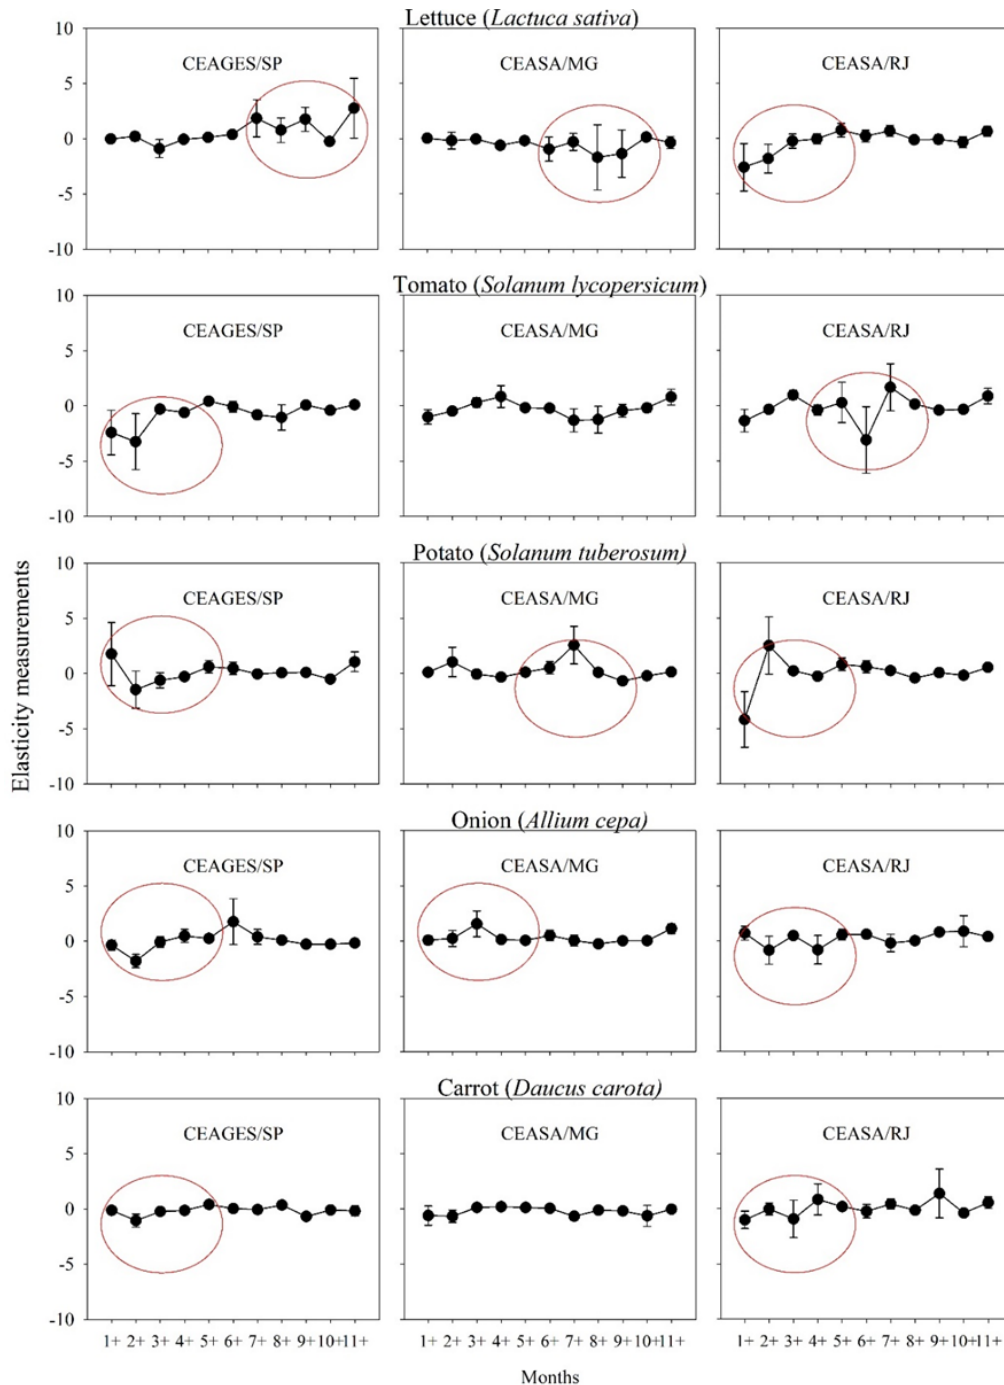 Lettuce (Lactuca sativa)
CEAGES/SP CEASA/MG CEASA/RJ
10
5
0
-5
-10
Tomato (Solanum lycopersicum)
CEAGES/SP CEASA/MG CEASA/RJ
10
5
0
-5
-10
Potato (Solanum tuberosum)
CEAGES/SP CEASA/MG CEASA/RJ
10
5
0
-5
-10
Elasticity measurements
Onion (Allium cepa)
CEAGES/SP CEASA/MG CEASA/RJ
10
5
0
-5
-10
Carrot (Daucus carota)
CEAGES/SP CEASA/MG CEASA/RJ
10
5
0
-5
-10
1+ 2+ 3+ 4+ 5+ 6+ 7+ 8+ 9+ 10+ 11+ 1+ 2+ 3+ 4+ 5+ 6+ 7+ 8+ 9+ 10+ 11+ 1+ 2+ 3+ 4+ 5+ 6+ 7+ 8+ 9+ 10+ 11+
Months